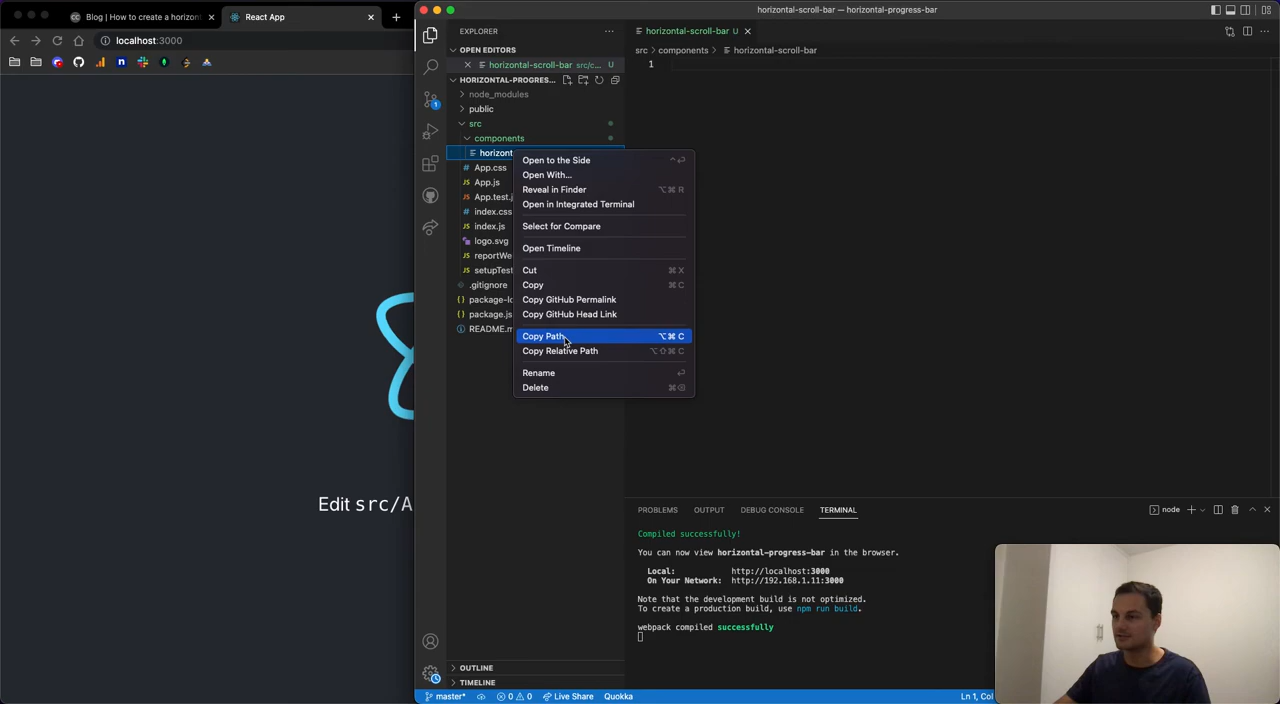 Blog | How to create a horizon
React App
localhost:3000
Edit src/A
horizontal-scroll-bar — horizontal-progress-bar
EXPLORER
OPEN EDITORS
horizontal-scroll-bar src/c... U
HORIZONTAL-PROGRES...
node_modules
public
src
components
horizont
App.css
App.js
App.test.j
index.css
index.js
logo.svg
reportWe
setupTest
.gitignore
package-lo
package.js
README.m
OUTLINE
TIMELINE
Open to the Side
Open With...
Reveal in Finder ⌥⌘ R
Open in Integrated Terminal
Select for Compare
Open Timeline
Cut ⌘ X
Copy ⌘ C
Copy GitHub Permalink
Copy GitHub Head Link
Copy Path ⌥⌘ C
Copy Relative Path ⌥⇧⌘ C
Rename
Delete
horizontal-scroll-bar U
src > components > horizontal-scroll-bar
1
PROBLEMS OUTPUT DEBUG CONSOLE TERMINAL
node
Compiled successfully!
You can now view horizontal-progress-bar in the browser.
Local: http://localhost:3000
On Your Network: http://192.168.1.11:3000
Note that the development build is not optimized.
To create a production build, use npm run build.
webpack compiled successfully
master* 0 0 Live Share Quokka Ln 1, Col